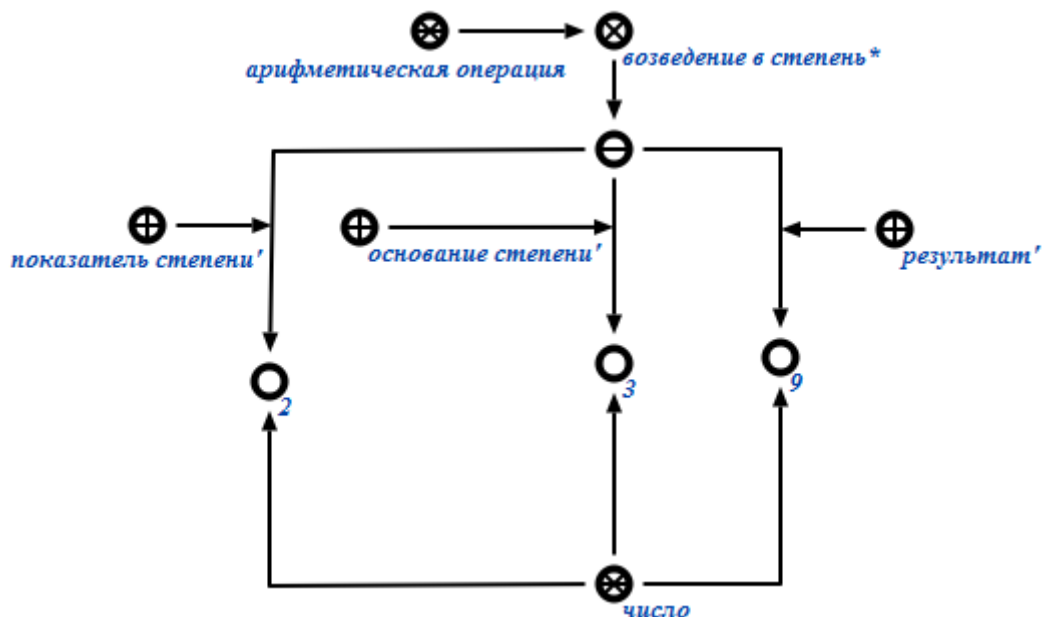 арифметическая операция
возведение в степень*
показатель степени'
основание степени'
результат'
2
3
9
число